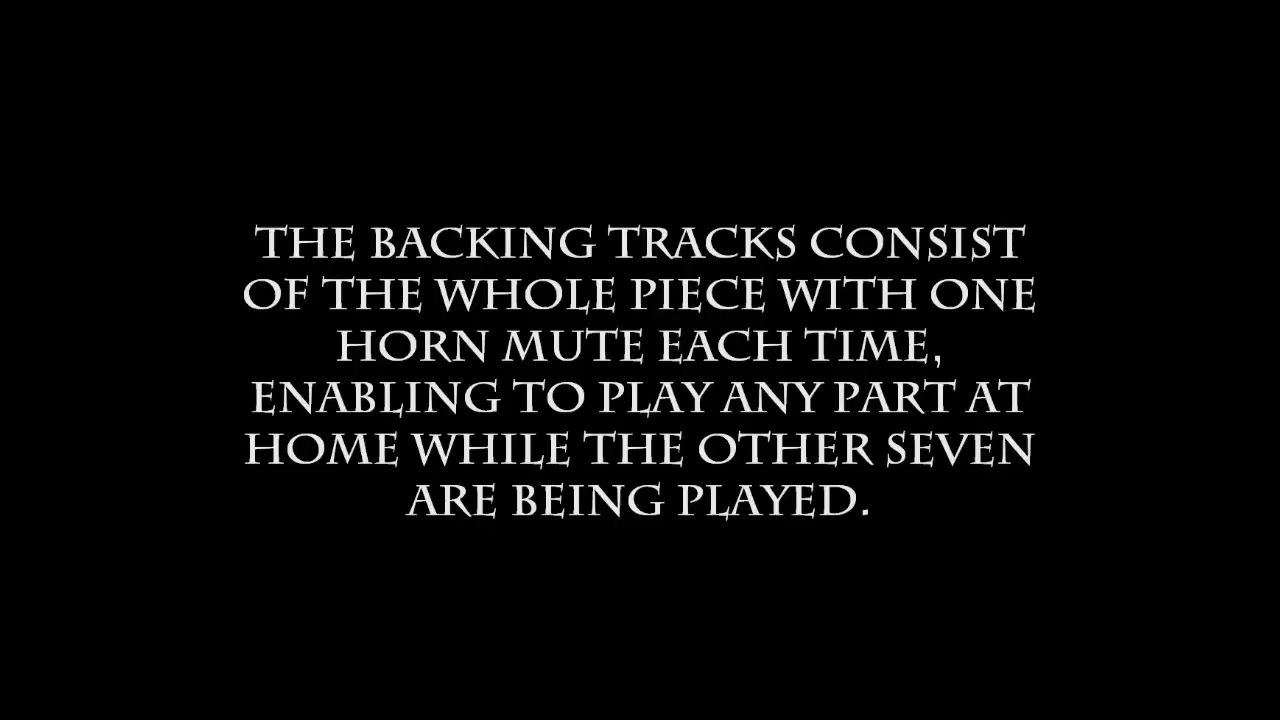 THE BACKING TRACKS CONSIST
OF THE WHOLE PIECE WITH ONE
HORN MUTE EACH TIME,
ENABLING TO PLAY ANY PART AT
HOME WHILE THE OTHER SEVEN
ARE BEING PLAYED.